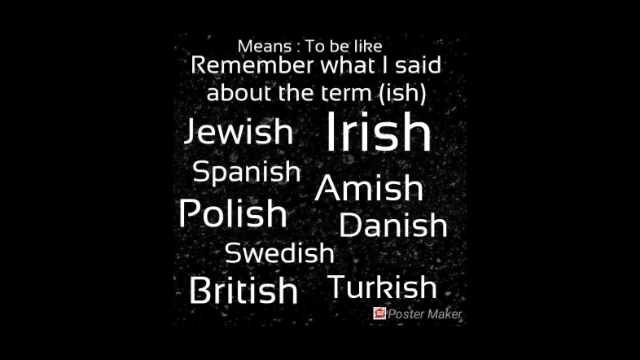 Means : To be like
Remember what I said
about the term (ish)
Jewish Irish
Spanish
Amish
Polish
Danish
Swedish
British Turkish
Poster Maker